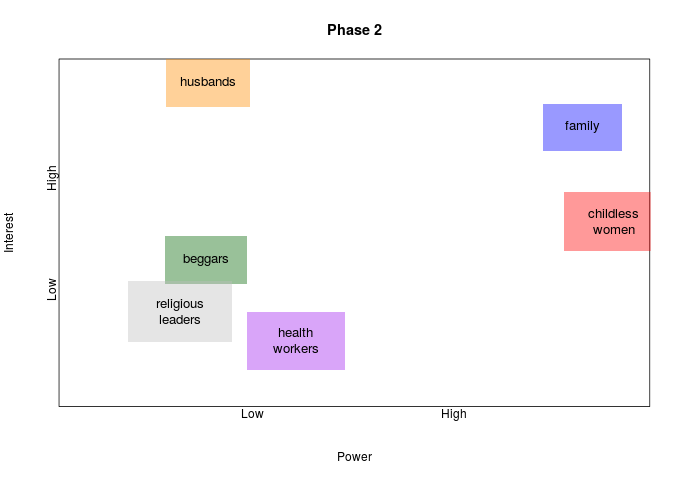 Phase 2
husbands
family
High
childless
women
Interest
beggars
Low
religious
leaders
health
workers
Low
High
Power